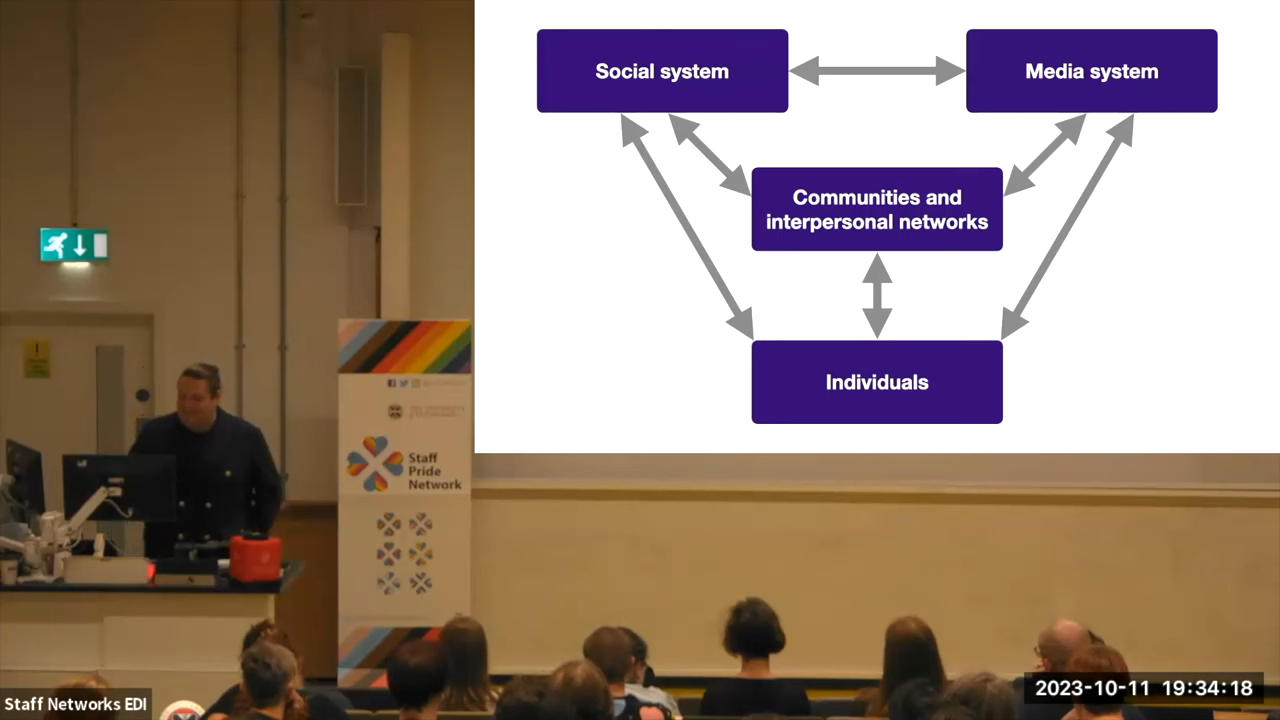 Social system
Media system
Communities and
interpersonal networks
Individuals
Staff
Pride
Network
Staff Networks EDI
2023-10-11 19:34:18